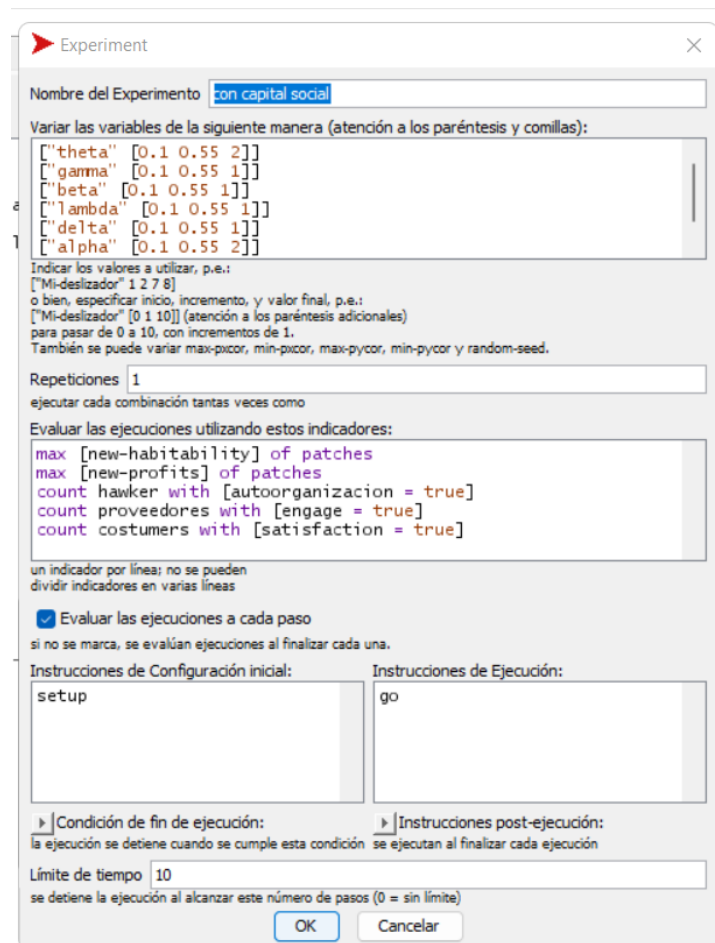 Experiment
Nombre del Experimento con capital social
Variar las variables de la siguiente manera (atención a los paréntesis y comillas):
["theta" [0.1 0.55 2]]
["gamma" [0.1 0.55 1]]
["beta" [0.1 0.55 1]]
["lambda" [0.1 0.55 1]]
["delta" [0.1 0.55 1]]
["alpha" [0.1 0.55 2]]
Indicar los valores a utilizar, p.e.:
["Mi-deslizador" 1 2 7 8]
o bien, especificar inicio, incremento, y valor final, p.e.:
["Mi-deslizador" [0 1 10]] (atención a los paréntesis adicionales)
para pasar de 0 a 10, con incrementos de 1.
También se puede variar max-pxcor, min-pxcor, max-pycor, min-pycor y random-seed.
Repeticiones 1
ejecutar cada combinación tantas veces como
Evaluar las ejecuciones utilizando estos indicadores:
max [new-habitability] of patches
max [new-profits] of patches
count hawker with [autoorganizacion = true]
count proveedores with [engage = true]
count costumers with [satisfaction = true]
un indicador por línea; no se pueden
dividir indicadores en varias líneas
Evaluar las ejecuciones a cada paso
si no se marca, se evalúan ejecuciones al finalizar cada una.
Instrucciones de Configuración inicial: Instrucciones de Ejecución:
setup go
Condición de fin de ejecución: Instrucciones post-ejecución:
la ejecución se detiene cuando se cumple esta condición se ejecutan al finalizar cada ejecución
Límite de tiempo 10
se detiene la ejecución al alcanzar este número de pasos (0 = sin límite)
OK Cancelar